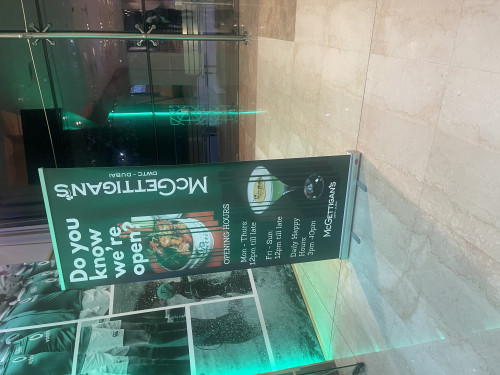 McGETTIGAN'S
DWTC - DUBAI
Do you
know
we're
open?
OPENING HOURS
Mon - Thurs
12pm till late
Fri - Sun
12pm till late
Daily Happy
Hours
3pm -10pm
McGETTIGAN'S